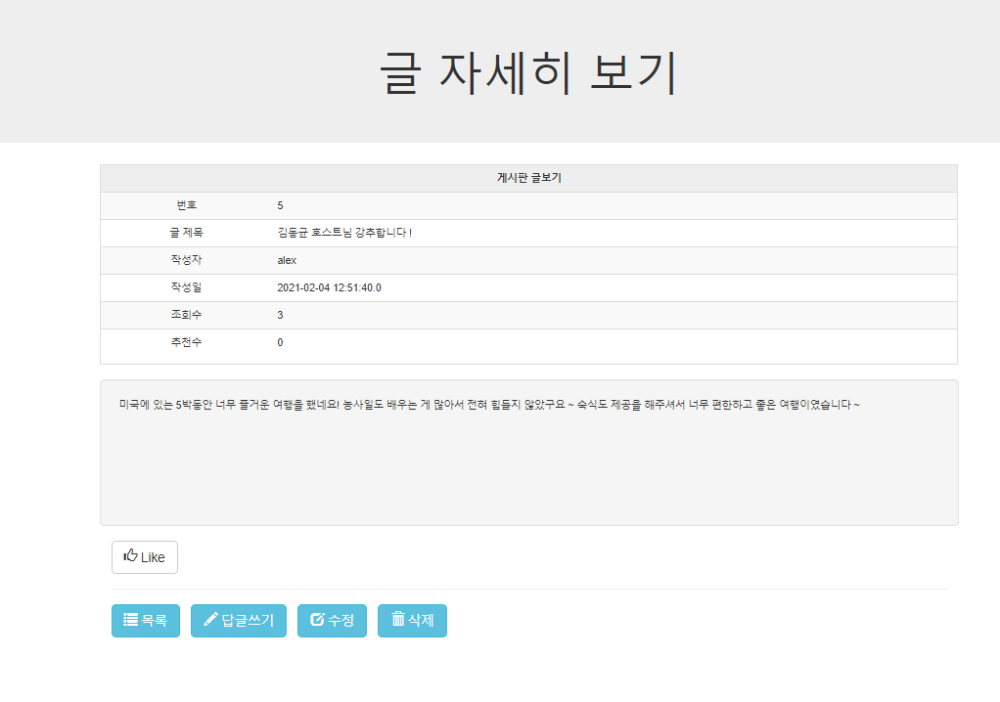 글 자세히 보기
게시판 글보기
번호 5
글 제목 김동균 호스트님 강추합니다 !
작성자 alex
작성일 2021-02-04 12:51:40.0
조회수 3
추천수 0
미국에 있는 5박동안 너무 즐거운 여행을 했네요! 농사일도 배우는 게 많아서 전혀 힘들지 않았구요 ~ 숙식도 제공을 해주셔서 너무 편한하고 좋은 여행이였습니다 ~
Like
목록 답글쓰기 수정 삭제